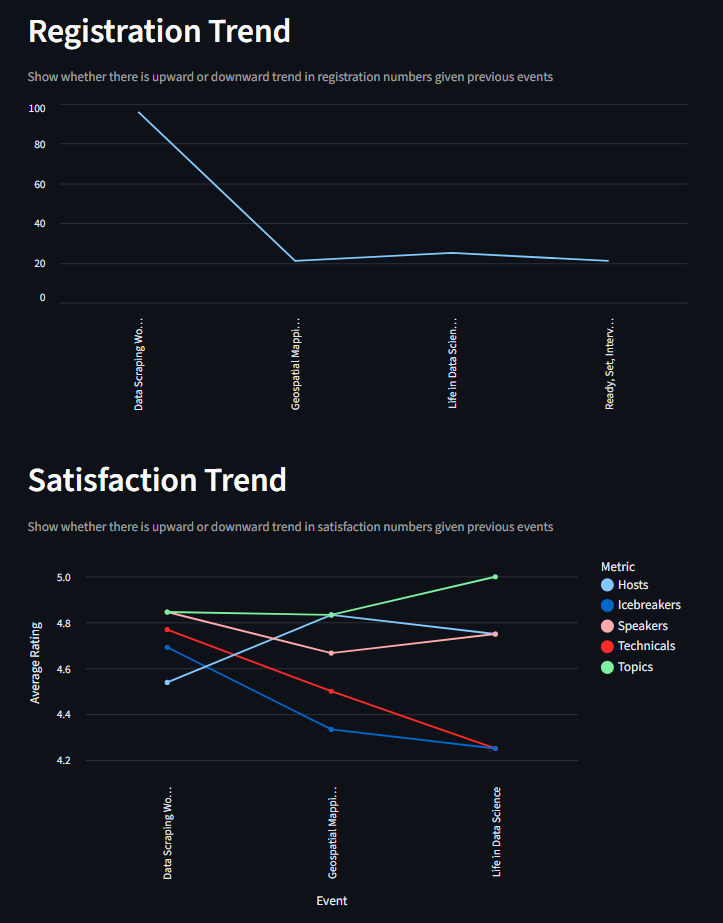 Registration Trend
Show whether there is upward or downward trend in registration numbers given previous events
100
80
60
40
20
0
Data Scraping Wo...
Geospatial Mappi...
Life in Data Scien...
Ready, Set, Interv...
Satisfaction Trend
Show whether there is upward or downward trend in satisfaction numbers given previous events
Metric
Hosts
Icebreakers
Speakers
Technicals
Topics
Average Rating
5.0
4.8
4.6
4.4
4.2
Data Scraping Wo...
Geospatial Mappi...
Life in Data Science
Event